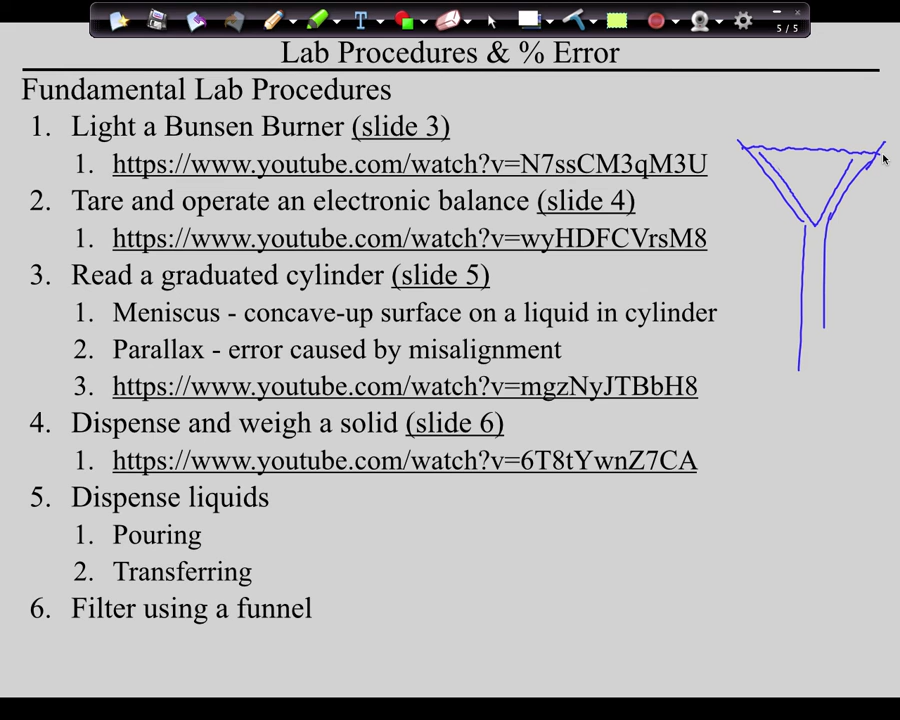 5 / 5
Lab Procedures & % Error
Fundamental Lab Procedures
1. Light a Bunsen Burner (slide 3)
1. https://www.youtube.com/watch?v=N7ssCM3qM3U
2. Tare and operate an electronic balance (slide 4)
1. https://www.youtube.com/watch?v=wyHDFCVrsM8
3. Read a graduated cylinder (slide 5)
1. Meniscus - concave-up surface on a liquid in cylinder
2. Parallax - error caused by misalignment
3. https://www.youtube.com/watch?v=mgzNyJTBbH8
4. Dispense and weigh a solid (slide 6)
1. https://www.youtube.com/watch?v=6T8tYwnZ7CA
5. Dispense liquids
1. Pouring
2. Transferring
6. Filter using a funnel